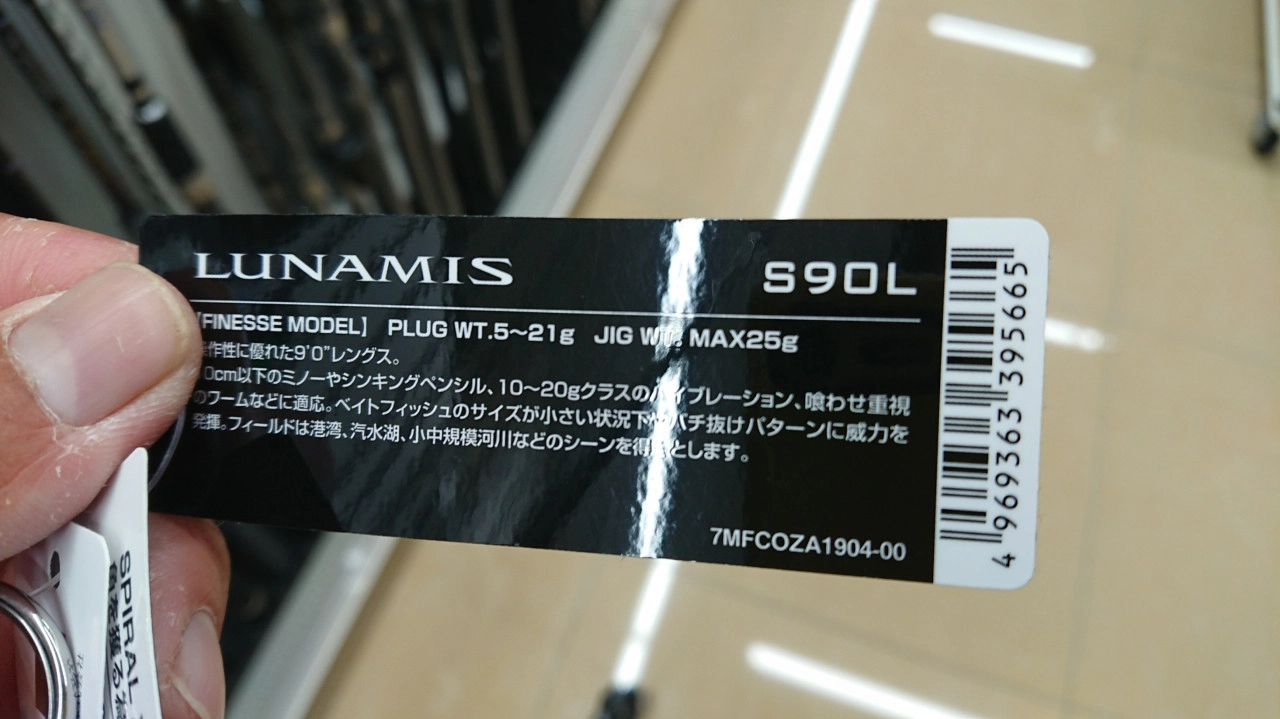 LUNAMIS S90L
[FINESSE MODEL] PLUG WT.5～21g JIG WT. MAX25g
作性に優れた9'0"レングス。
0cm以下のミノーやシンキングペンシル、10～20gクラスのバイブレーション、喰わせ重視
のワームなどに適応。ベイトフィッシュのサイズが小さい状況下やバチ抜けパターンに威力を
発揮。フィールドは港湾、汽水湖、小中規模河川などのシーンを得意とします。
7MFCOZA1904-00
4 969363 395665
SPIRAL